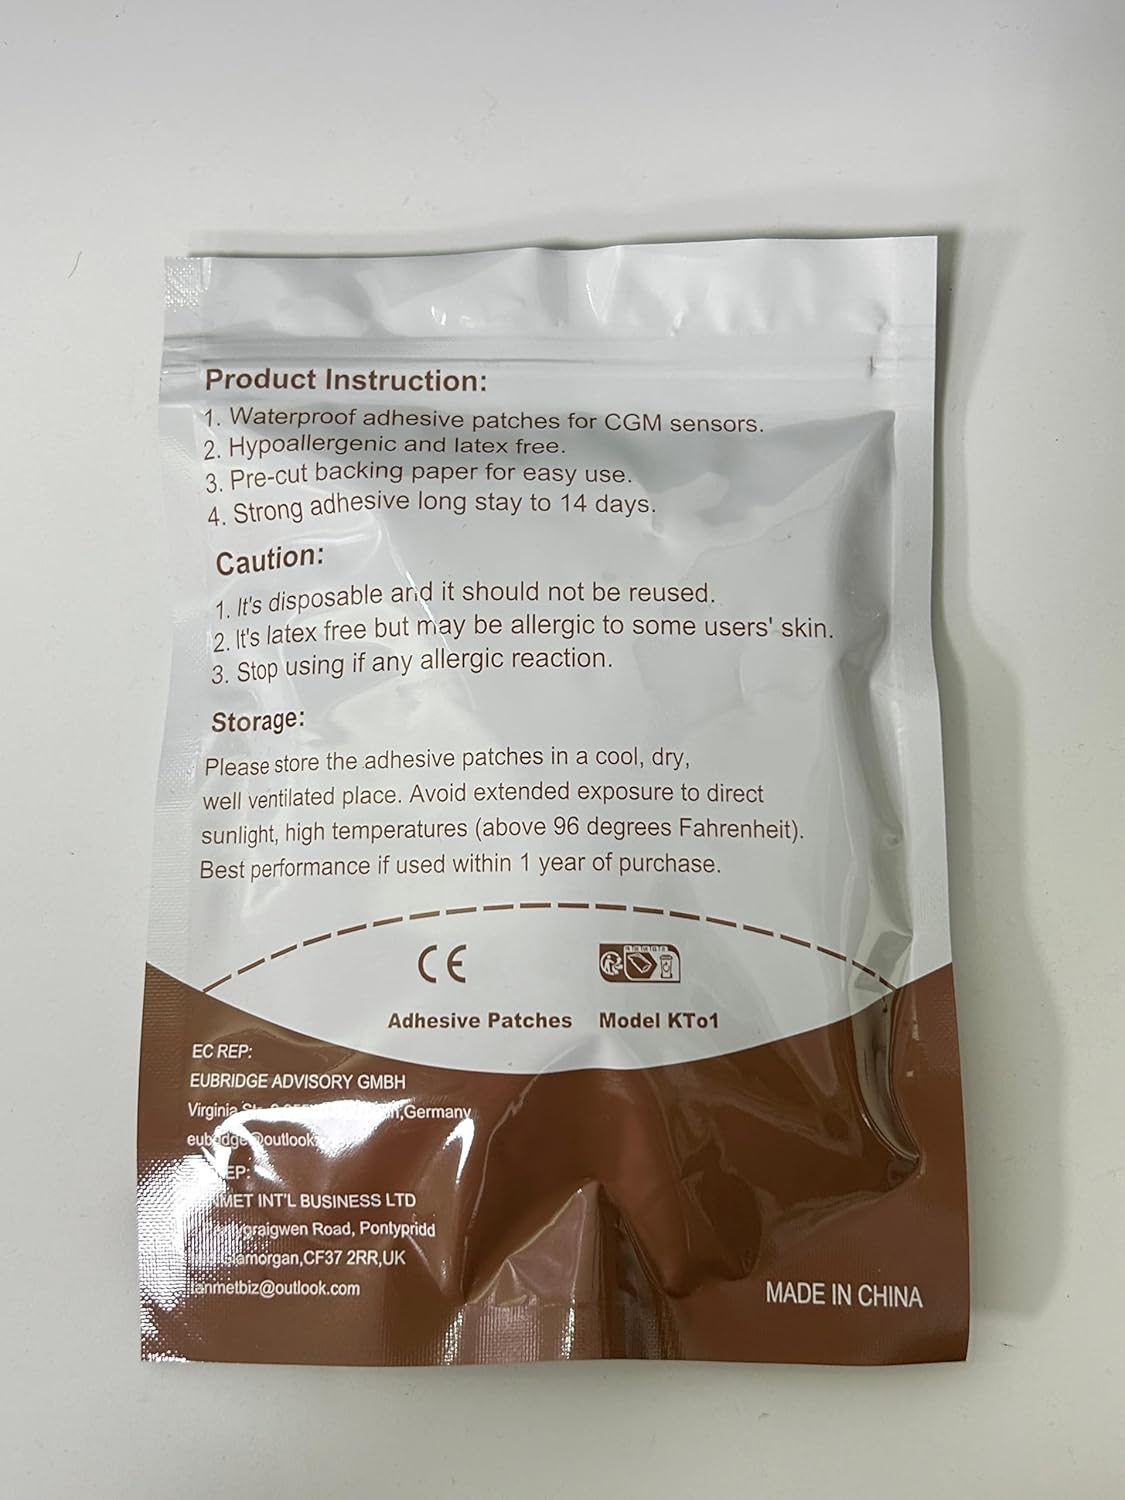 Product Instruction:
1. Waterproof adhesive patches for CGM sensors.
2. Hypoallergenic and latex free.
3. Pre-cut backing paper for easy use.
4. Strong adhesive long stay to 14 days.
Caution:
1. It's disposable and it should not be reused.
2. It's latex free but may be allergic to some users' skin.
3. Stop using if any allergic reaction.
Storage:
Please store the adhesive patches in a cool, dry,
well ventilated place. Avoid extended exposure to direct
sunlight, high temperatures (above 96 degrees Fahrenheit).
Best performance if used within 1 year of purchase.
CE
Adhesive Patches Model KTo1
EC REP:
EUBRIDGE ADVISORY GMBH
Virginia ,Germany
INT'L BUSINESS LTD
Road, Pontypridd
CF37 2RR,UK
MADE IN CHINA